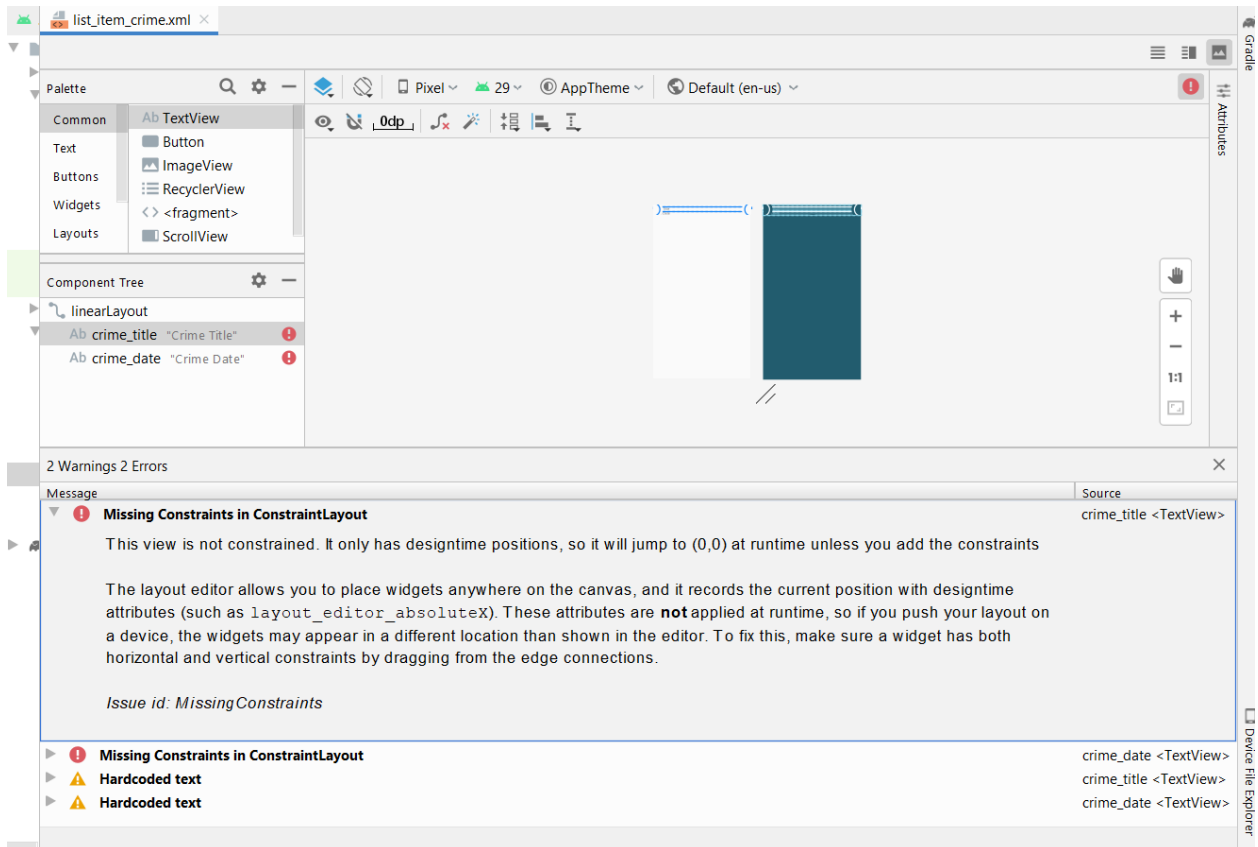 list_item_crime.xml
Gradle
Palette
Pixel
29
AppTheme
Default (en-us)
Attributes
Common
Ab TextView
0dp
Text
Button
Buttons
ImageView
Widgets
RecyclerView
<fragment>
Layouts
ScrollView
Component Tree
linearLayout
Ab crime_title "Crime Title"
Ab crime_date "Crime Date"
1:1
2 Warnings 2 Errors
Message Source
Missing Constraints in ConstraintLayout crime_title <TextView>
This view is not constrained. It only has designtime positions, so it will jump to (0,0) at runtime unless you add the constraints
The layout editor allows you to place widgets anywhere on the canvas, and it records the current position with designtime
attributes (such as layout_editor_absoluteX). These attributes are not applied at runtime, so if you push your layout on
a device, the widgets may appear in a different location than shown in the editor. To fix this, make sure a widget has both
horizontal and vertical constraints by dragging from the edge connections.
Issue id: MissingConstraints
Missing Constraints in ConstraintLayout crime_date <TextView>
Hardcoded text crime_title <TextView>
Hardcoded text crime_date <TextView>
Device File Explorer